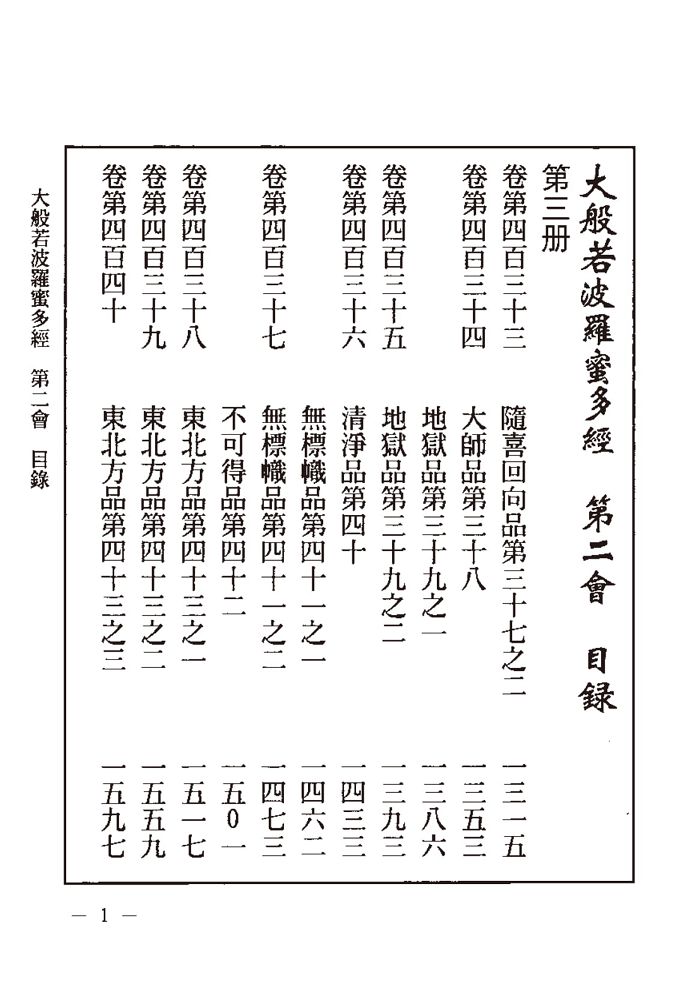 大般若波羅蜜多經　第二會　目錄
第三册
卷第四百三十三　隨喜回向品第三十七之二　一三一五
卷第四百三十四　大師品第三十八　一三五三
地獄品第三十九之一　一三八六
卷第四百三十五　地獄品第三十九之二　一三九三
卷第四百三十六　清淨品第四十　一四三三
無標幟品第四十一之一　一四六二
卷第四百三十七　無標幟品第四十一之二　一四七三
不可得品第四十二　一五0一
卷第四百三十八　東北方品第四十三之一　一五一七
卷第四百三十九　東北方品第四十三之二　一五五九
卷第四百四十　東北方品第四十三之三　一五九七
大般若波羅蜜多經　第二會　目錄
— 1 —